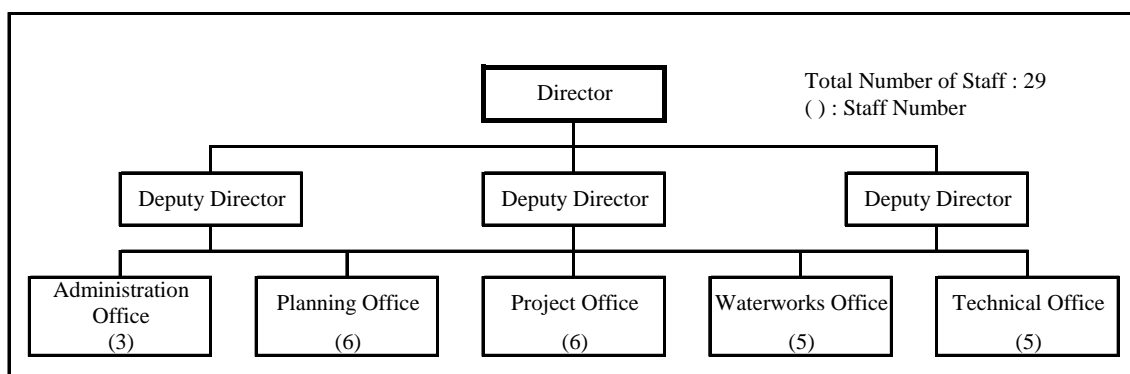 Director
Total Number of Staff : 29
( ) : Staff Number
Deputy Director
Deputy Director
Deputy Director
Administration
Office
(3)
Planning Office
(6)
Project Office
(6)
Waterworks Office
(5)
Technical Office
(5)